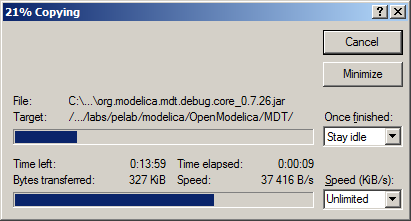 21% Copying
Cancel
Minimize
File: C:\...\org.modelica.mdt.debug.core_0.7.26.jar
Target: /.../labs/pelab/modelica/OpenModelica/MDT/
Once finished:
Stay idle
Time left: 0:13:59 Time elapsed: 0:00:09
Bytes transferred: 327 KiB Speed: 37 416 B/s
Speed (KiB/s):
Unlimited